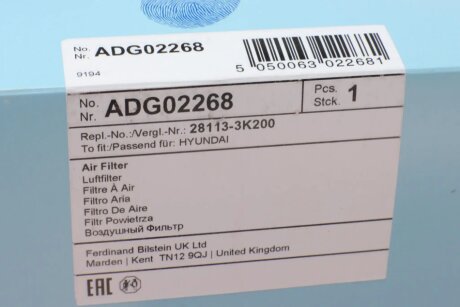 No.
Nr. ADG02268
9194
5 050063 022681
No.
Nr. ADG02268
Pcs.
Stck. 1
Repl.-No.:/Vergl.-Nr.: 28113-3K200
To fit:/Passend für: HYUNDAI
Air Filter
Luftfilter
Filtre À Air
Filtro Aria
Filtro De Aire
Filtr Powietrza
Воздушный Фильтр
Ferdinand Bilstein UK Ltd
Marden | Kent TN12 9QJ | United Kingdom
EAC